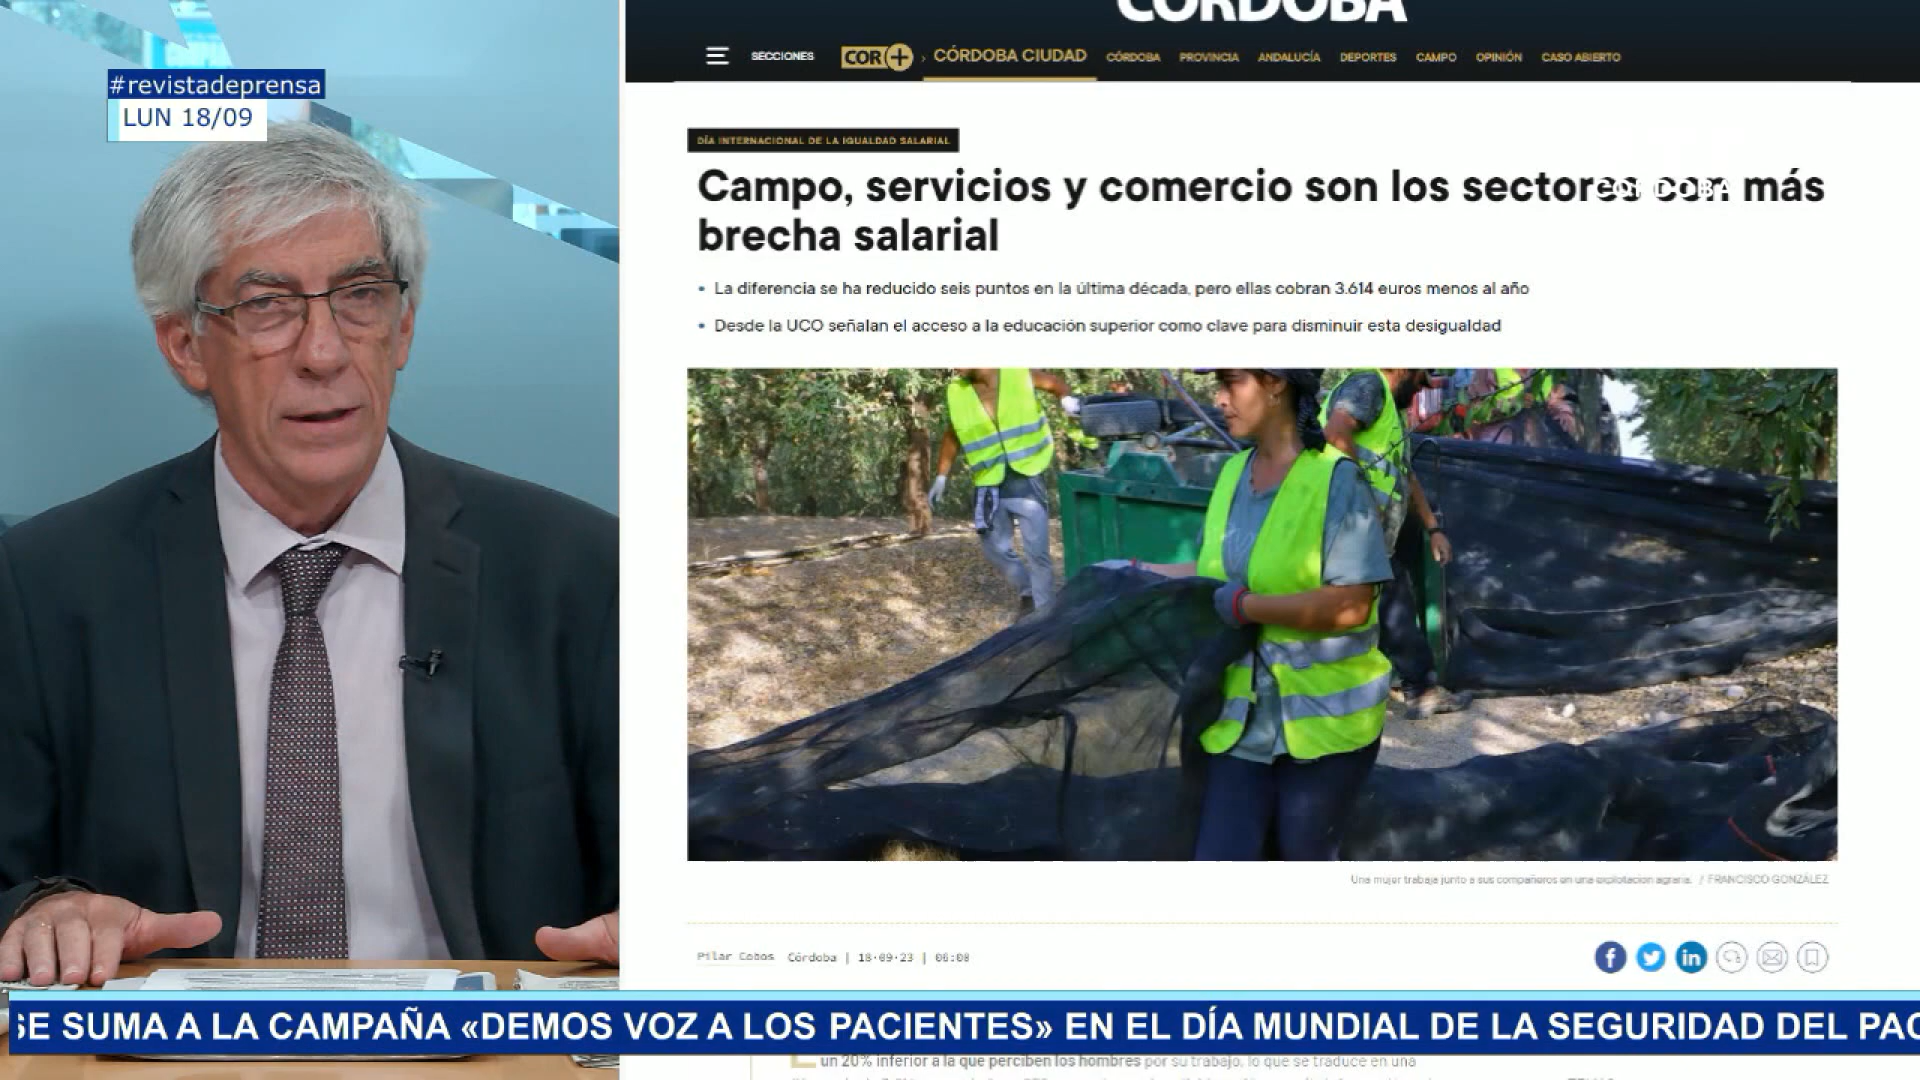 #revistadeprensa
LUN 18/09
CÓRDOBA
SECCIONES
COR+ › CÓRDOBA CIUDAD
CÓRDOBA PROVINCIA ANDALUCÍA DEPORTES CAMPO OPINIÓN CASO ABIERTO
DÍA INTERNACIONAL DE LA IGUALDAD SALARIAL
Campo, servicios y comercio son los sectores con más
brecha salarial
CÓRDOBA
• La diferencia se ha reducido seis puntos en la última década, pero ellas cobran 3.614 euros menos al año
• Desde la UCO señalan el acceso a la educación superior como clave para disminuir esta desigualdad
Una mujer trabaja junto a sus compañeros en una explotación agraria. / FRANCISCO GONZÁLEZ
Pilar Cobos Córdoba | 18·09·23 | 06:08
SE SUMA A LA CAMPAÑA «DEMOS VOZ A LOS PACIENTES» EN EL DÍA MUNDIAL DE LA SEGURIDAD DEL PAC
un 20% inferior a la que perciben los hombres por su trabajo, lo que se traduce en una